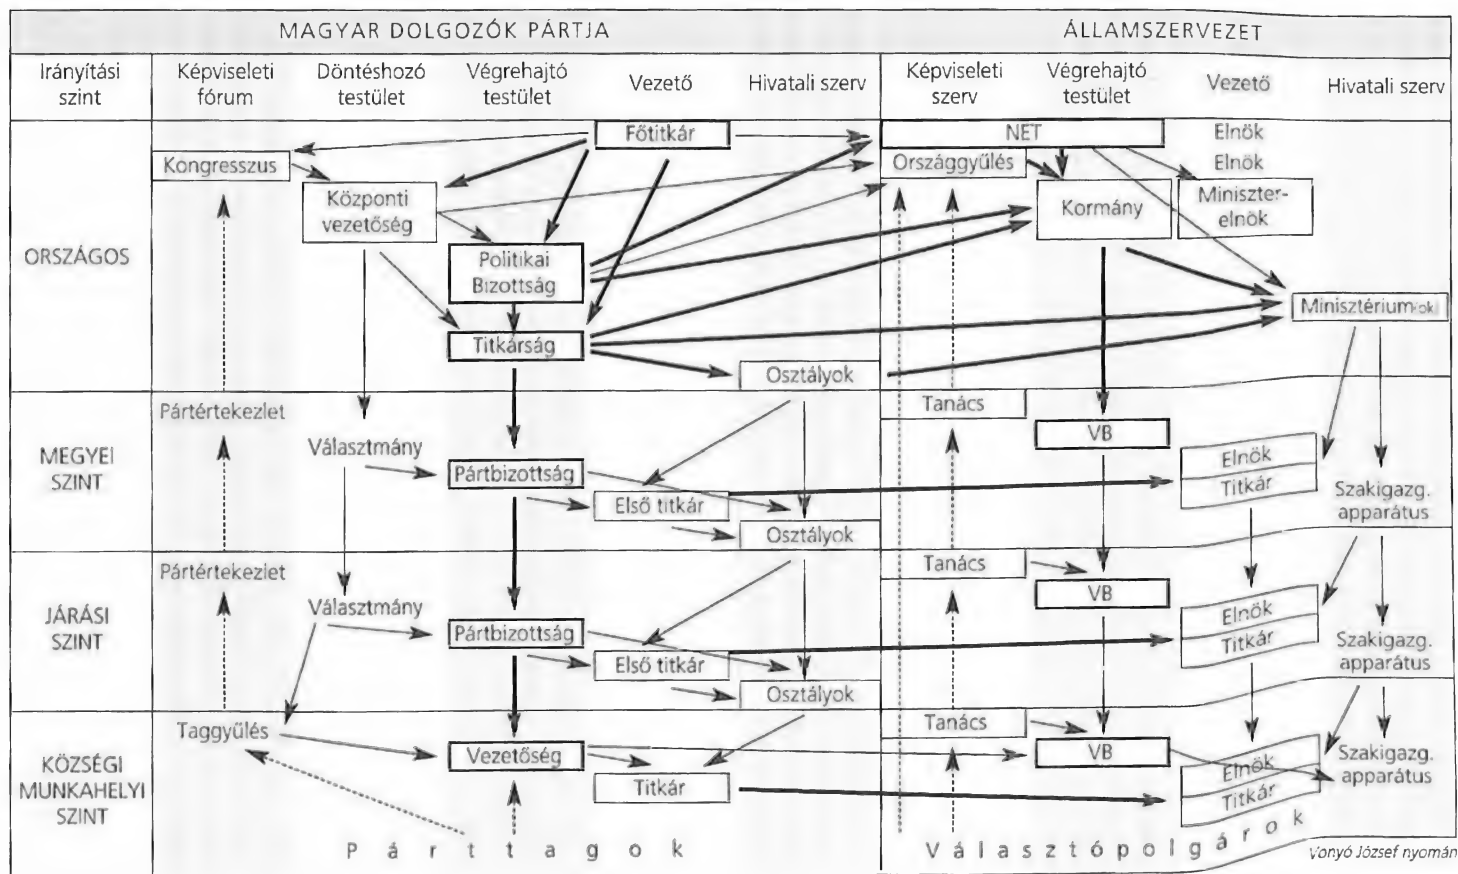 MAGYAR DOLGOZÓK PÁRTJA
ÁLLAMSZERVEZET
Irányítási
szint
Képviseleti
fórum
Döntéshozó
testület
Végrehajtó
testület
Vezető
Hivatali szerv
Képviseleti
szerv
Végrehajtó
testület
Vezető
Hivatali szerv
ORSZÁGOS
Főtitkár
Kongresszus
Központi
vezetőség
Politikai
Bizottság
Titkárság
Osztályok
NET
Elnök
Országgyűlés
Elnök
Kormány
Miniszter-
elnök
Minisztérium(ok)
MEGYEI
SZINT
Pártértekezlet
Választmány
Pártbizottság
Első titkár
Osztályok
Tanács
VB
Elnök
Titkár
Szakigazg.
apparátus
JÁRÁSI
SZINT
Pártértekezlet
Választmány
Pártbizottság
Első titkár
Osztályok
Tanács
VB
Elnök
Titkár
Szakigazg.
apparátus
KÖZSÉGI
MUNKAHELYI
SZINT
Taggyűlés
Vezetőség
Titkár
Tanács
VB
Elnök
Titkár
Szakigazg.
apparátus
Párttagok
Választópolgárok
Vonyó József nyomán